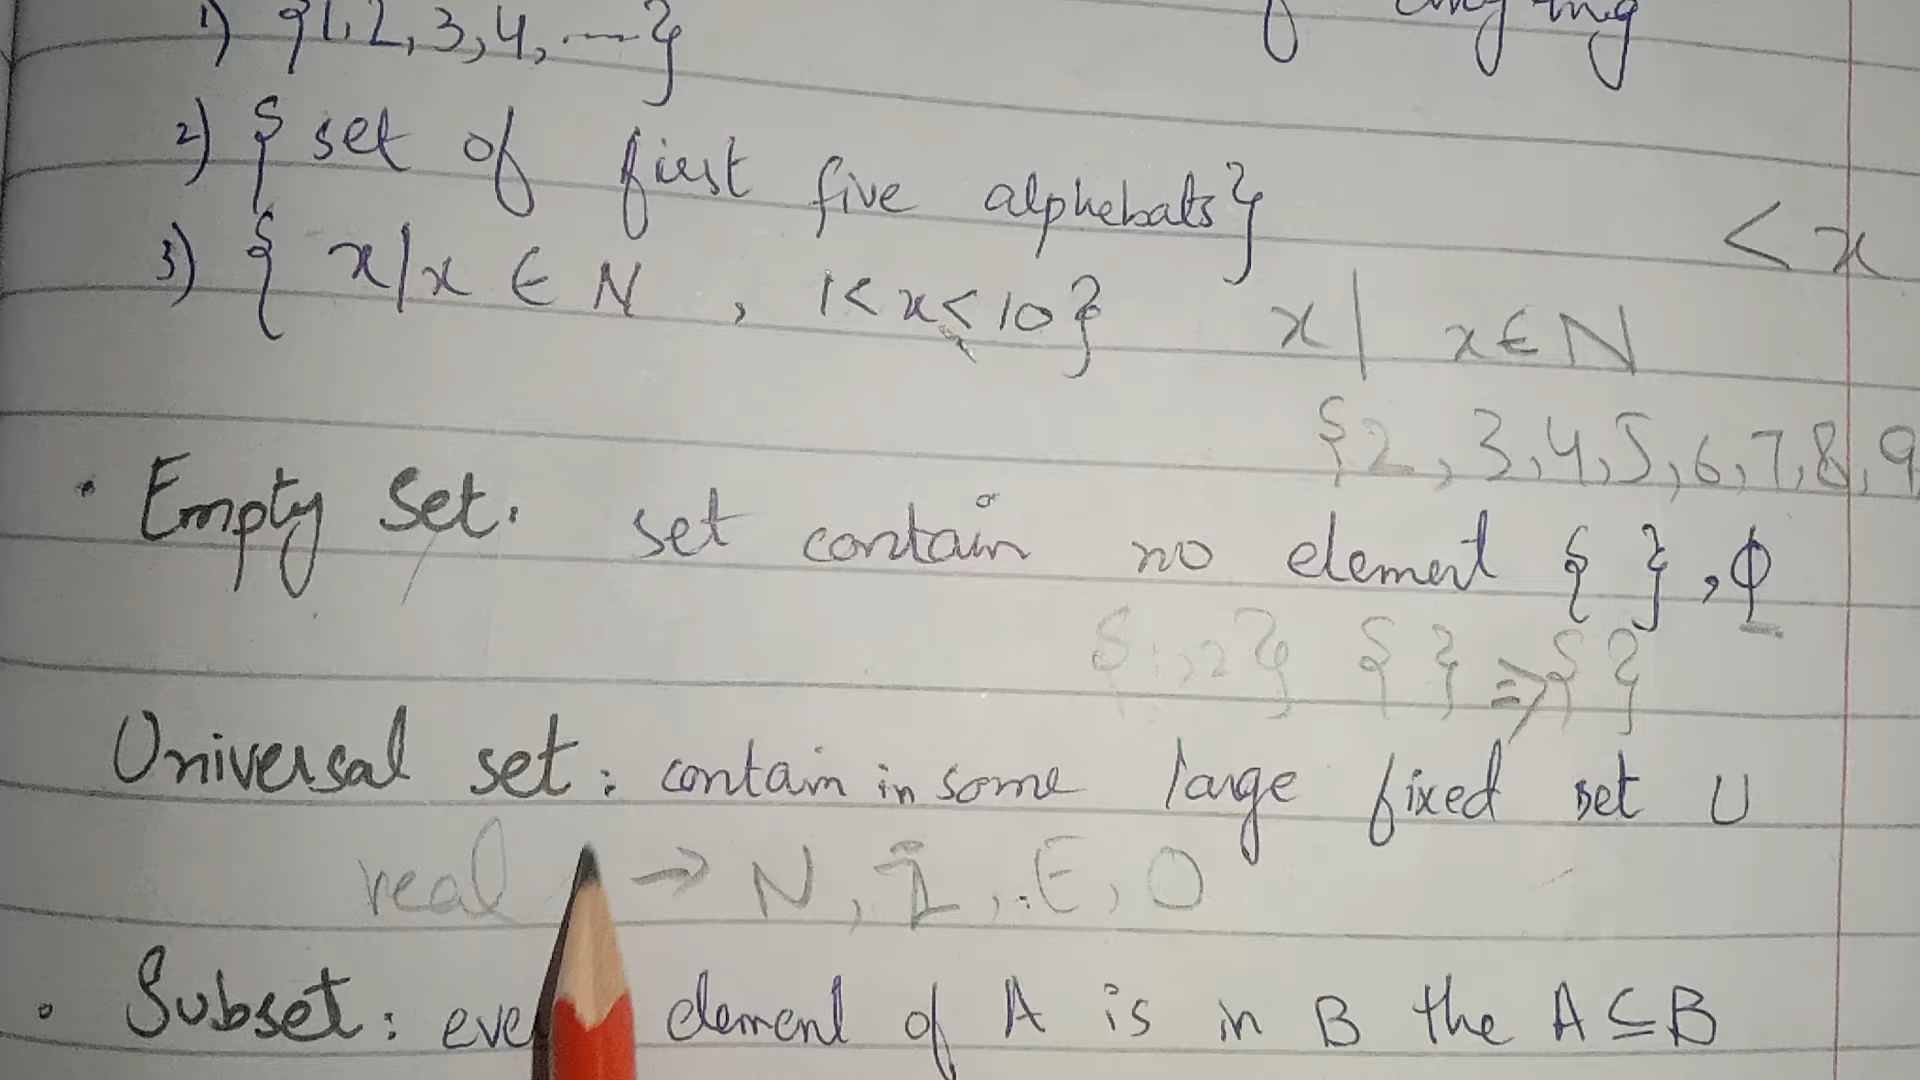 1) {1, 2, 3, 4, ....}
2) { set of first five alphebats}
< x
3) { x/x ∈ N , 1< x < 10}
x | x ∈ N
{2, 3, 4, 5, 6, 7, 8, 9
• Empty Set. set contain no element { }, ϕ
{1, 2} { } => { }
Universal set : contain in some large fixed set U
real → N, Z, E, O
• Subset : eve element of A is in B the A ⊆ B